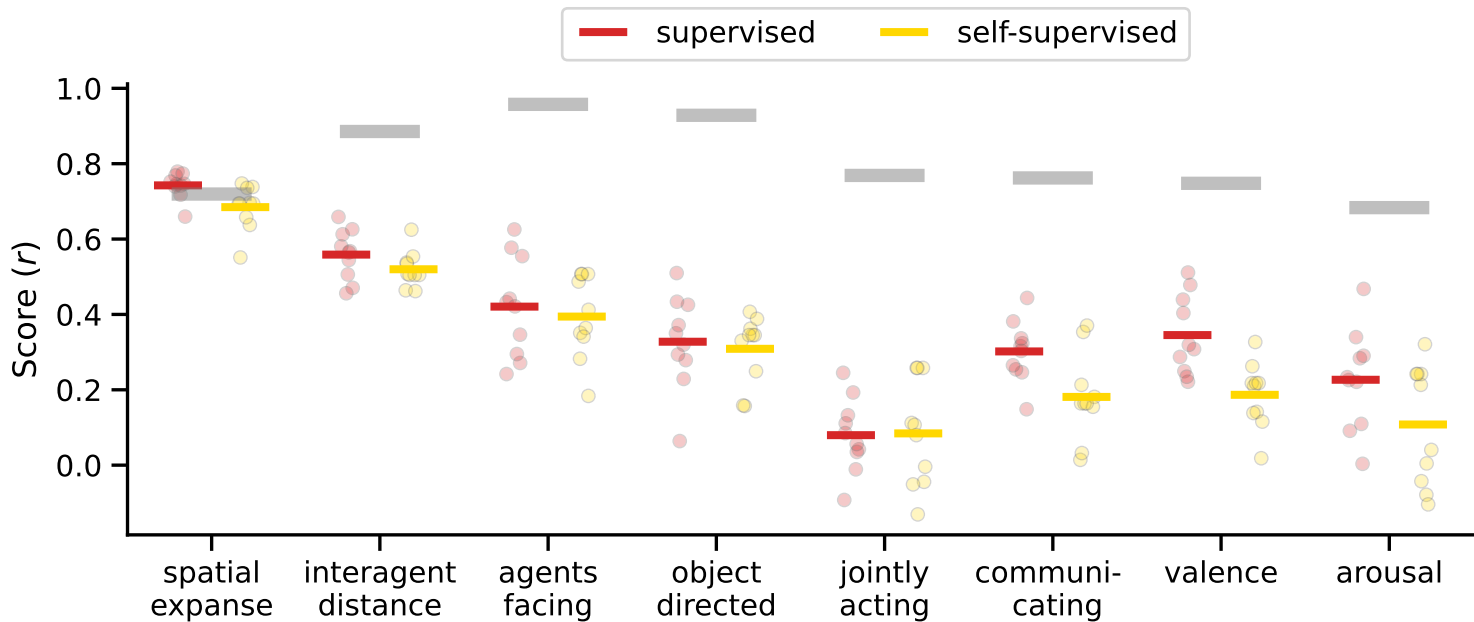 supervised self-supervised
1.0
0.8
0.6
0.4
0.2
0.0
Score (r)
spatial expanse
interagent distance
agents facing
object directed
jointly acting
communi-
cating
valence
arousal